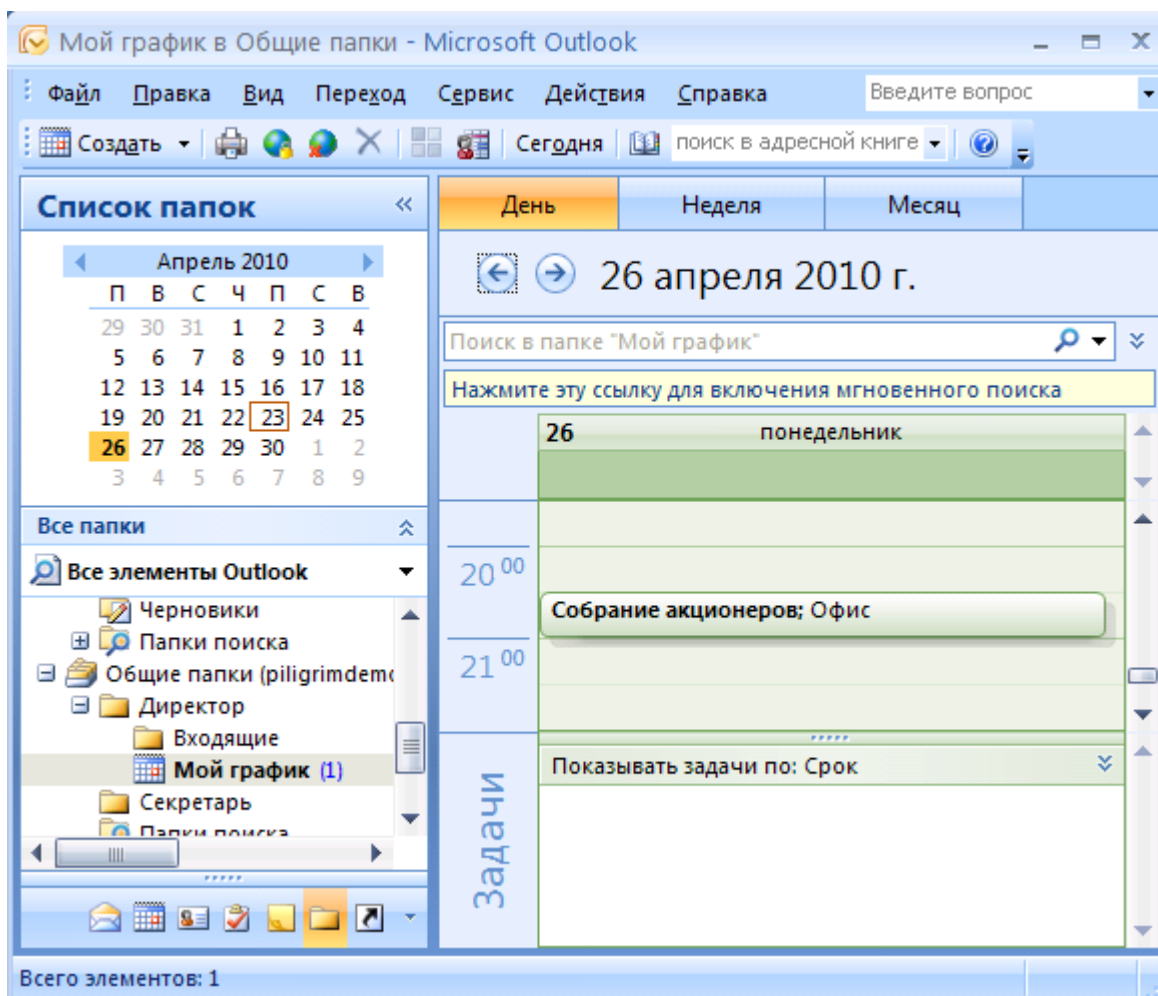 Мой график в Общие папки - Microsoft Outlook
Файл Правка Вид Переход Сервис Действия Справка Введите вопрос
Создать Сегодня поиск в адресной книге
Список папок
Апрель 2010
П В С Ч П С В
29 30 31 1 2 3 4
5 6 7 8 9 10 11
12 13 14 15 16 17 18
19 20 21 22 23 24 25
26 27 28 29 30 1 2
3 4 5 6 7 8 9
Все папки
Все элементы Outlook
Черновики
Папки поиска
Общие папки (piligrimdemo
Директор
Входящие
Мой график (1)
Секретарь
Папки поиска
День Неделя Месяц
26 апреля 2010 г.
Поиск в папке "Мой график"
Нажмите эту ссылку для включения мгновенного поиска
26 понедельник
20 00
Собрание акционеров; Офис
21 00
Задачи
Показывать задачи по: Срок
Всего элементов: 1